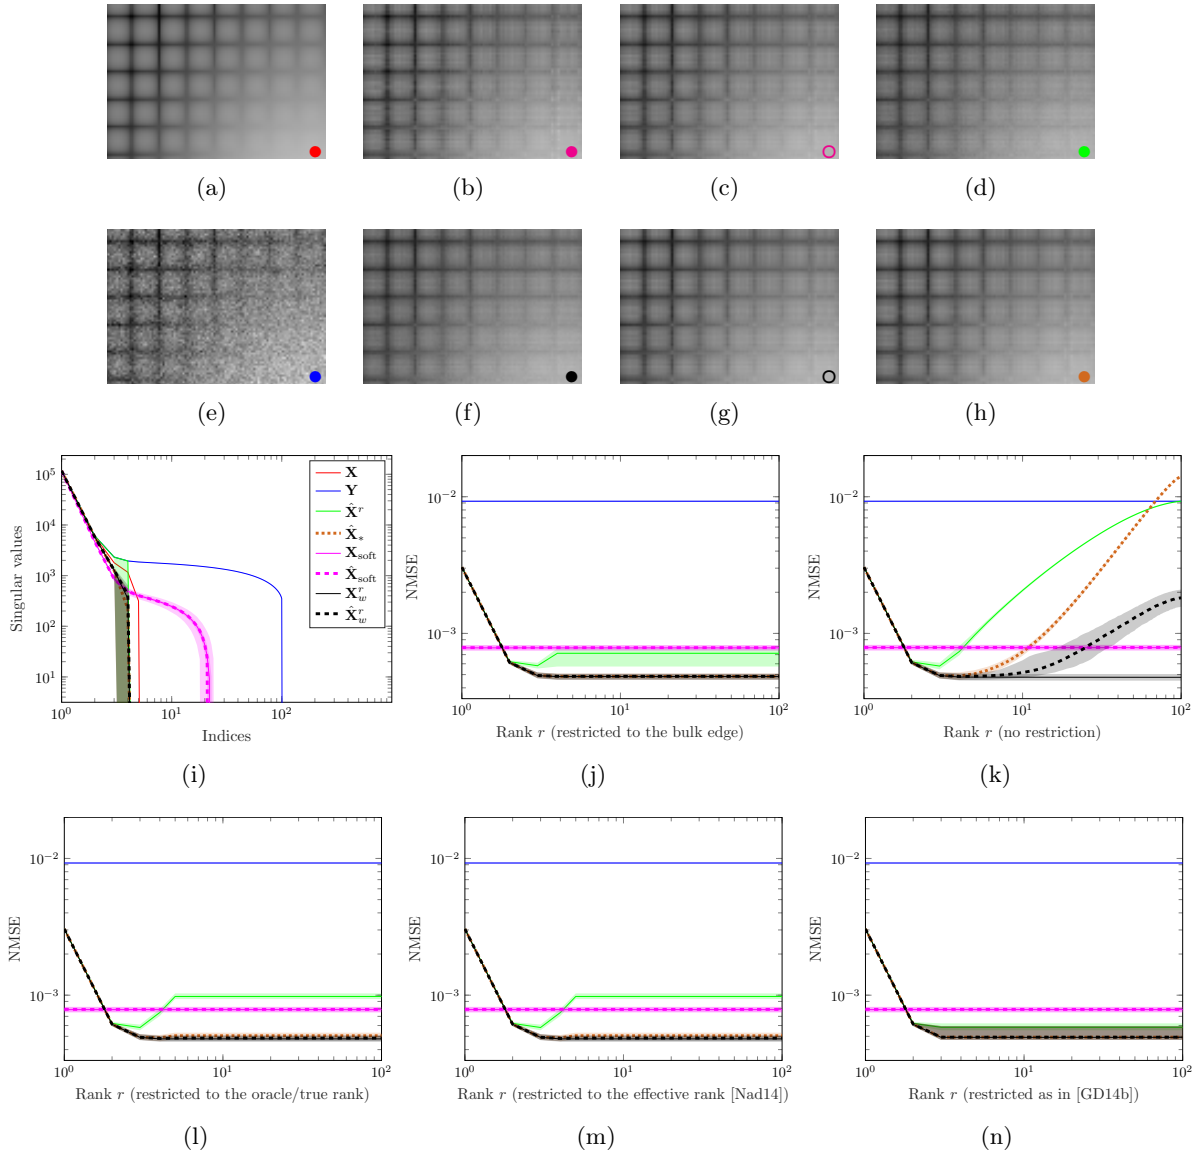 (a) (b) (c) (d)
(e) (f) (g) (h)
Singular values
10^5
10^4
10^3
10^2
10^1
10^0 10^1 10^2
Indices
X
Y
X̂^r
X̂_*
X_soft
X̂_soft
X_w^r
X̂_w^r
(i)
NMSE
10^−2
10^−3
10^0 10^1 10^2
Rank r (restricted to the bulk edge)
(j)
NMSE
10^−2
10^−3
10^0 10^1 10^2
Rank r (no restriction)
(k)
NMSE
10^−2
10^−3
10^0 10^1 10^2
Rank r (restricted to the oracle/true rank)
(l)
NMSE
10^−2
10^−3
10^0 10^1 10^2
Rank r (restricted to the effective rank [Nad14])
(m)
NMSE
10^−2
10^−3
10^0 10^1 10^2
Rank r (restricted as in [GD14b])
(n)